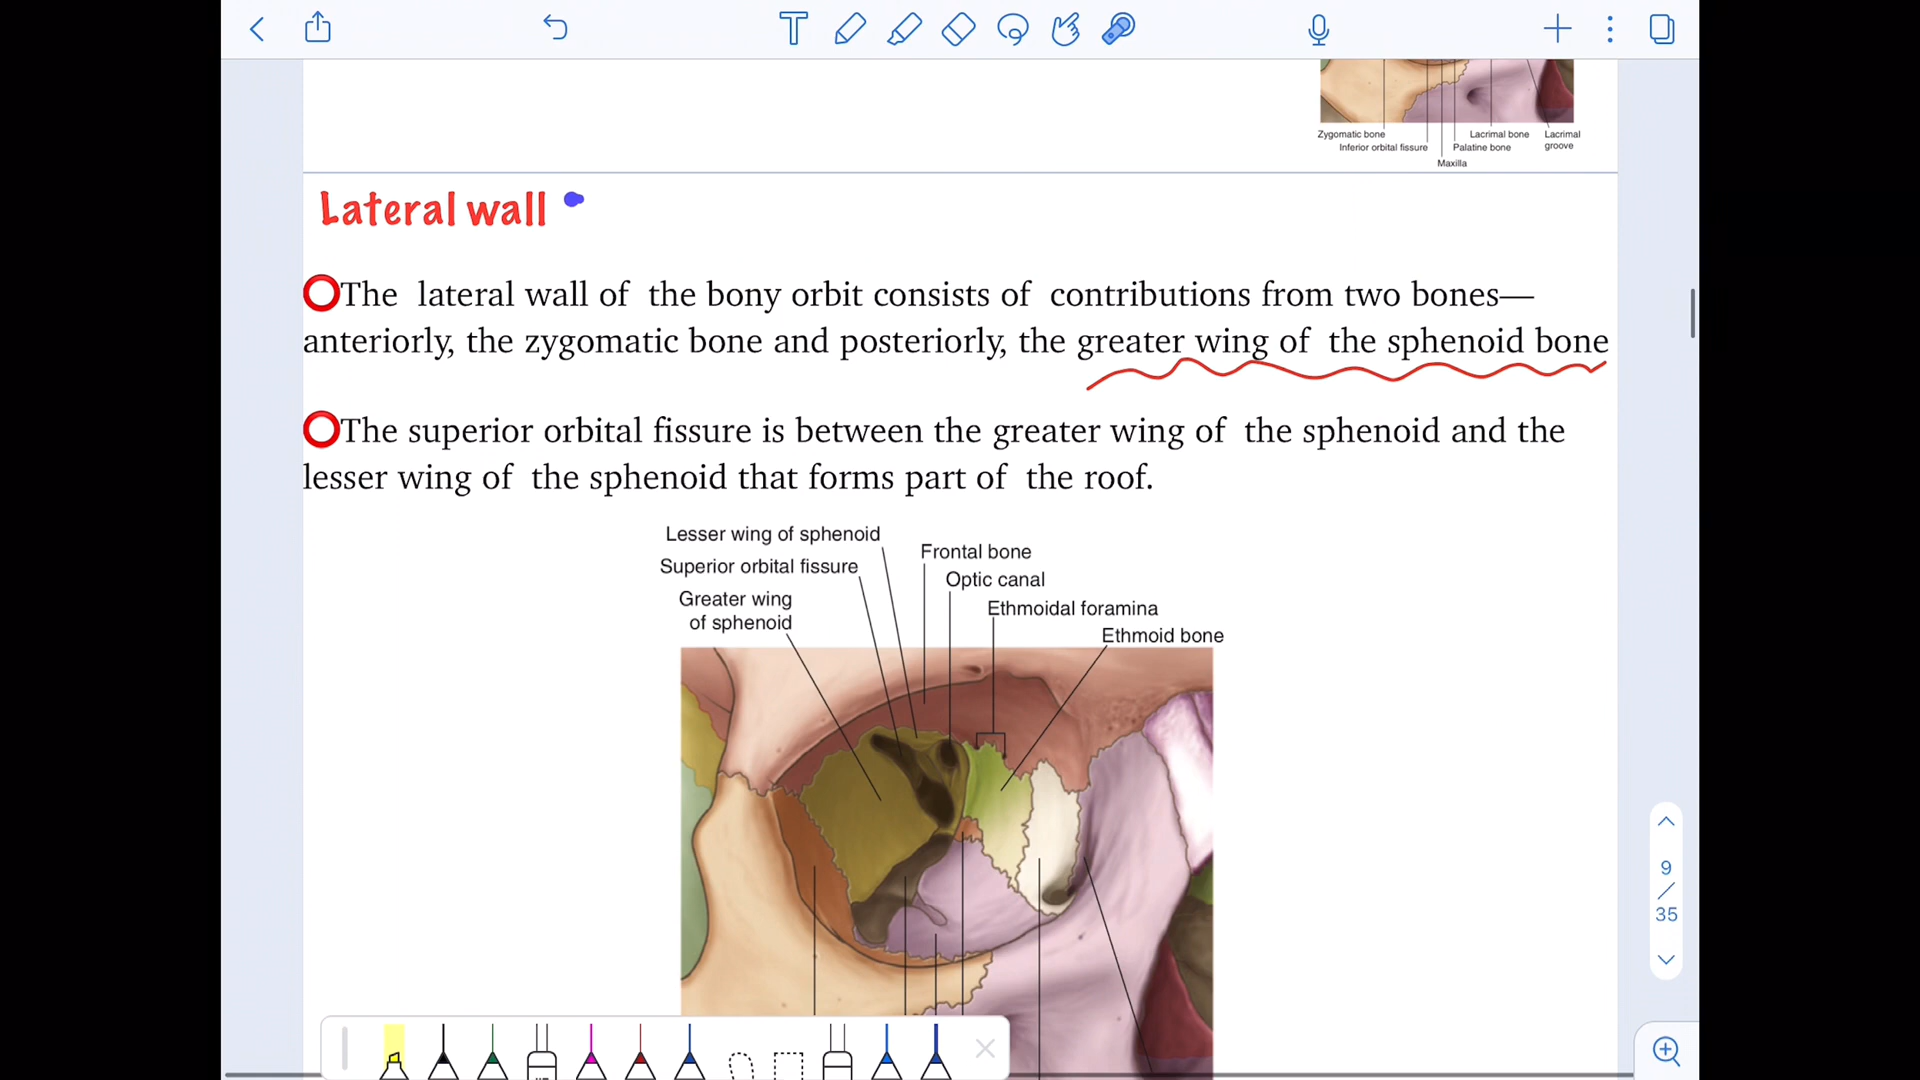 Zygomatic bone
Lacrimal bone
Lacrimal
groove
Inferior orbital fissure
Palatine bone
Maxilla
Lateral wall
The lateral wall of the bony orbit consists of contributions from two bones—
anteriorly, the zygomatic bone and posteriorly, the greater wing of the sphenoid bone
The superior orbital fissure is between the greater wing of the sphenoid and the
lesser wing of the sphenoid that forms part of the roof.
Lesser wing of sphenoid
Frontal bone
Superior orbital fissure
Optic canal
Greater wing
of sphenoid
Ethmoidal foramina
Ethmoid bone
9
/
35